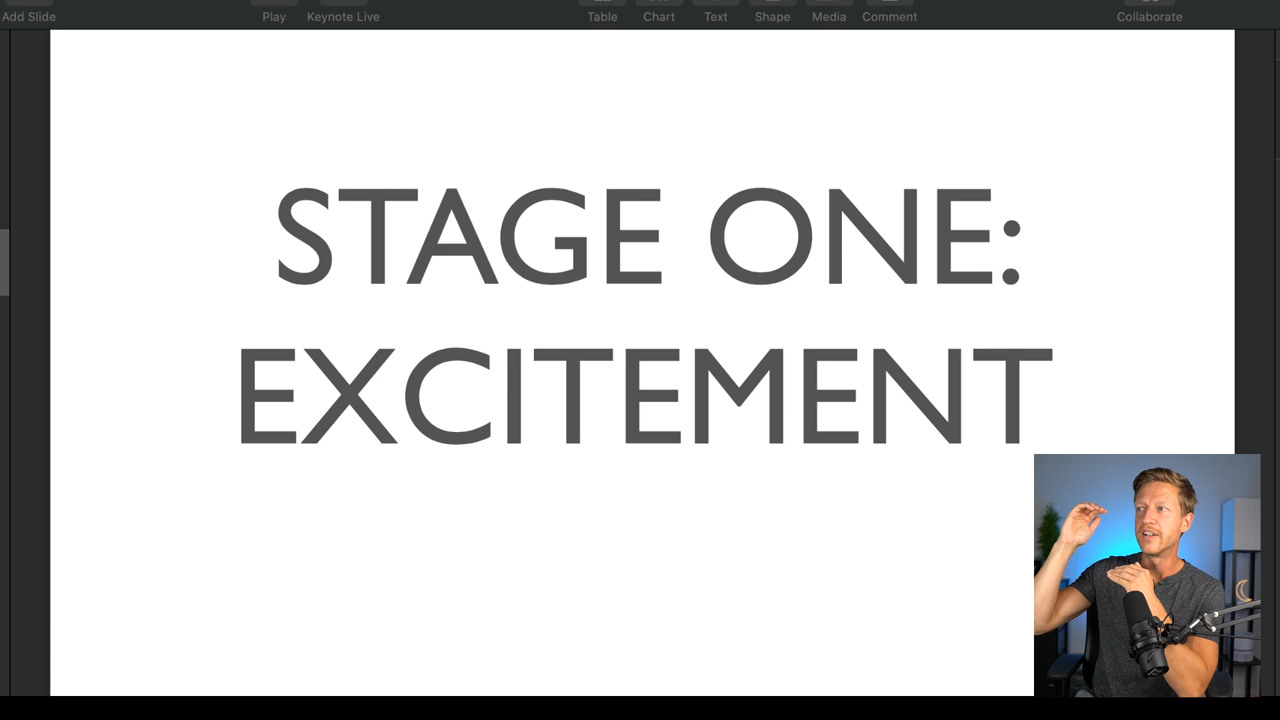 Add Slide
Play
Keynote Live
Table
Chart
Text
Shape
Media
Comment
Collaborate
STAGE ONE:
EXCITEMENT